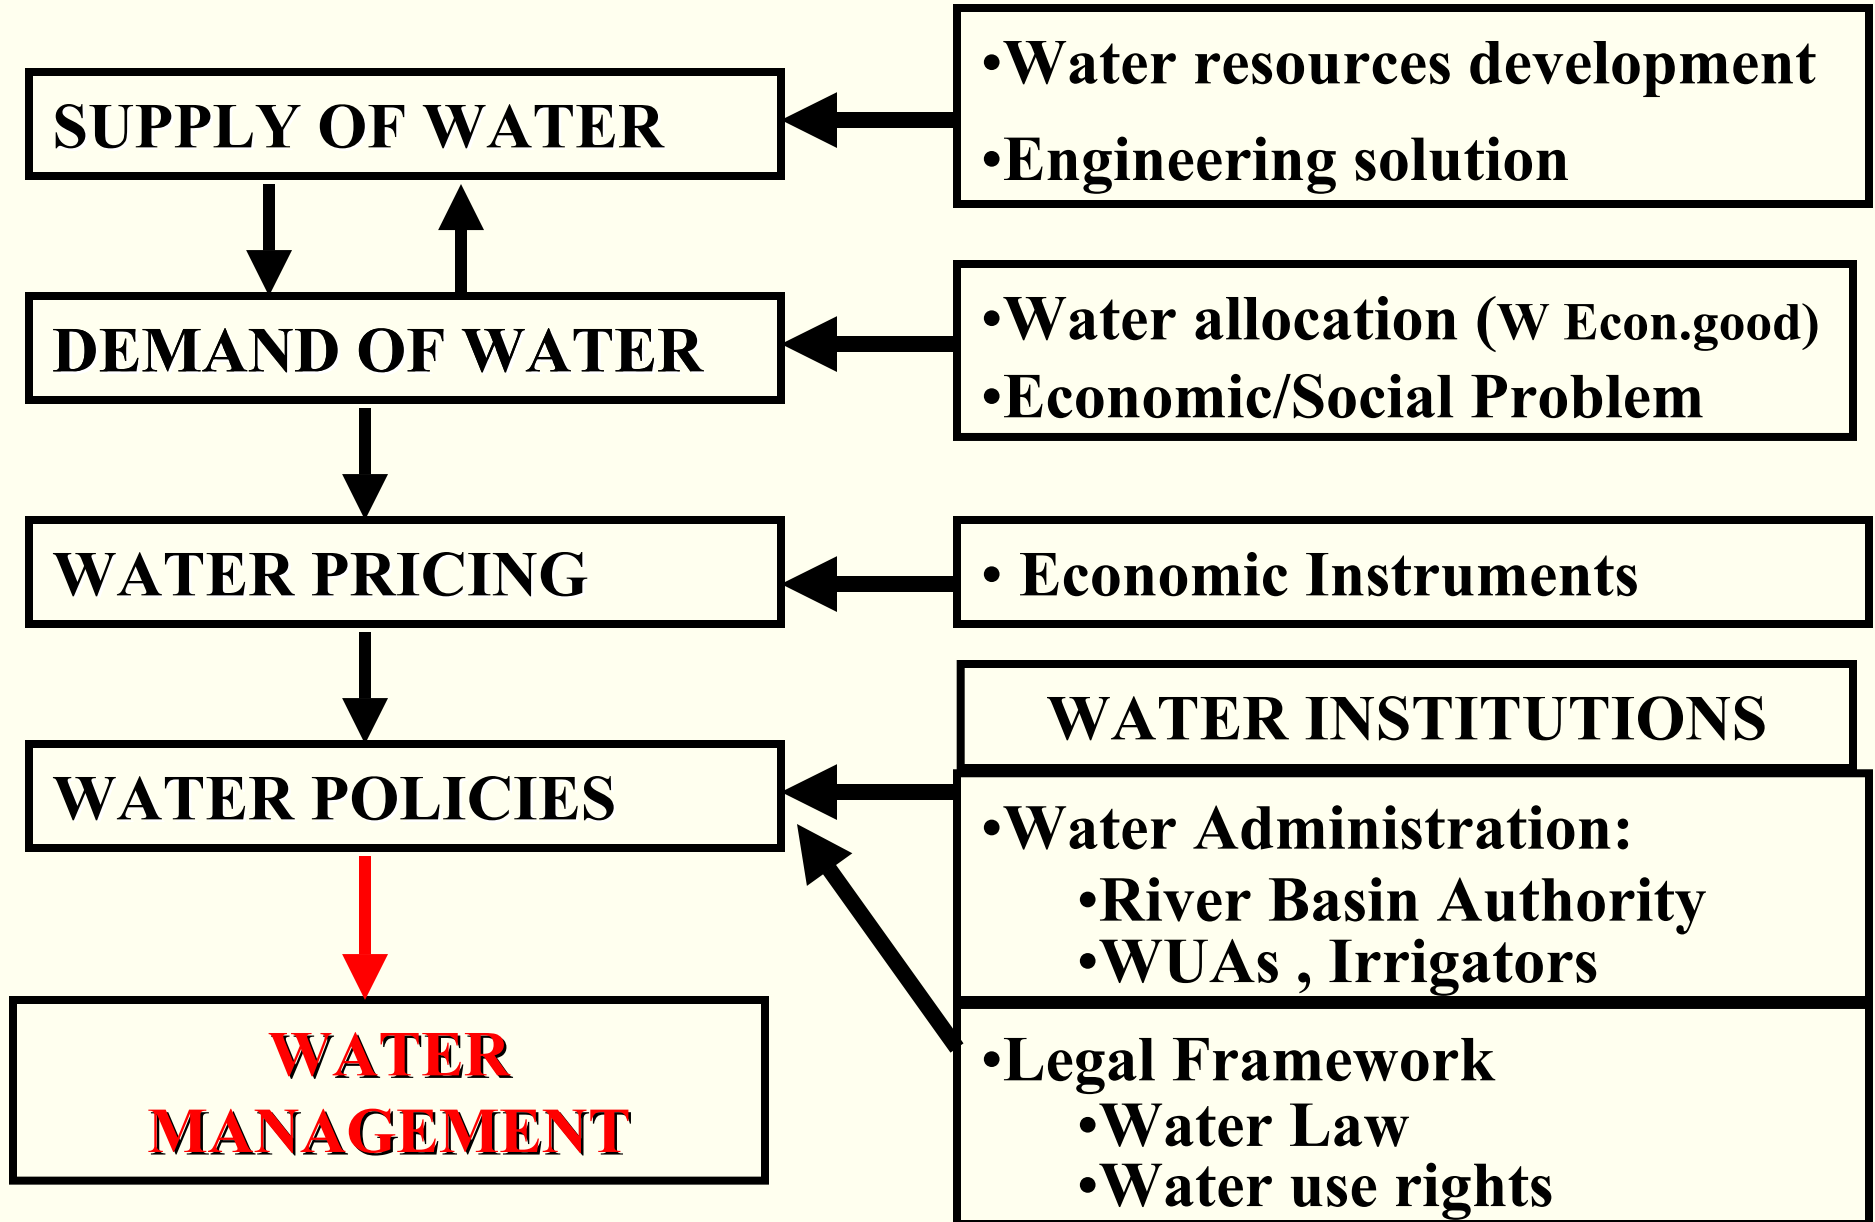 SUPPLY OF WATER
•Water resources development
•Engineering solution
DEMAND OF WATER
•Water allocation (W Econ.good)
•Economic/Social Problem
WATER PRICING
• Economic Instruments
WATER POLICIES
WATER INSTITUTIONS
•Water Administration:
•River Basin Authority
•WUAs , Irrigators
•Legal Framework
•Water Law
•Water use rights
WATER
MANAGEMENT